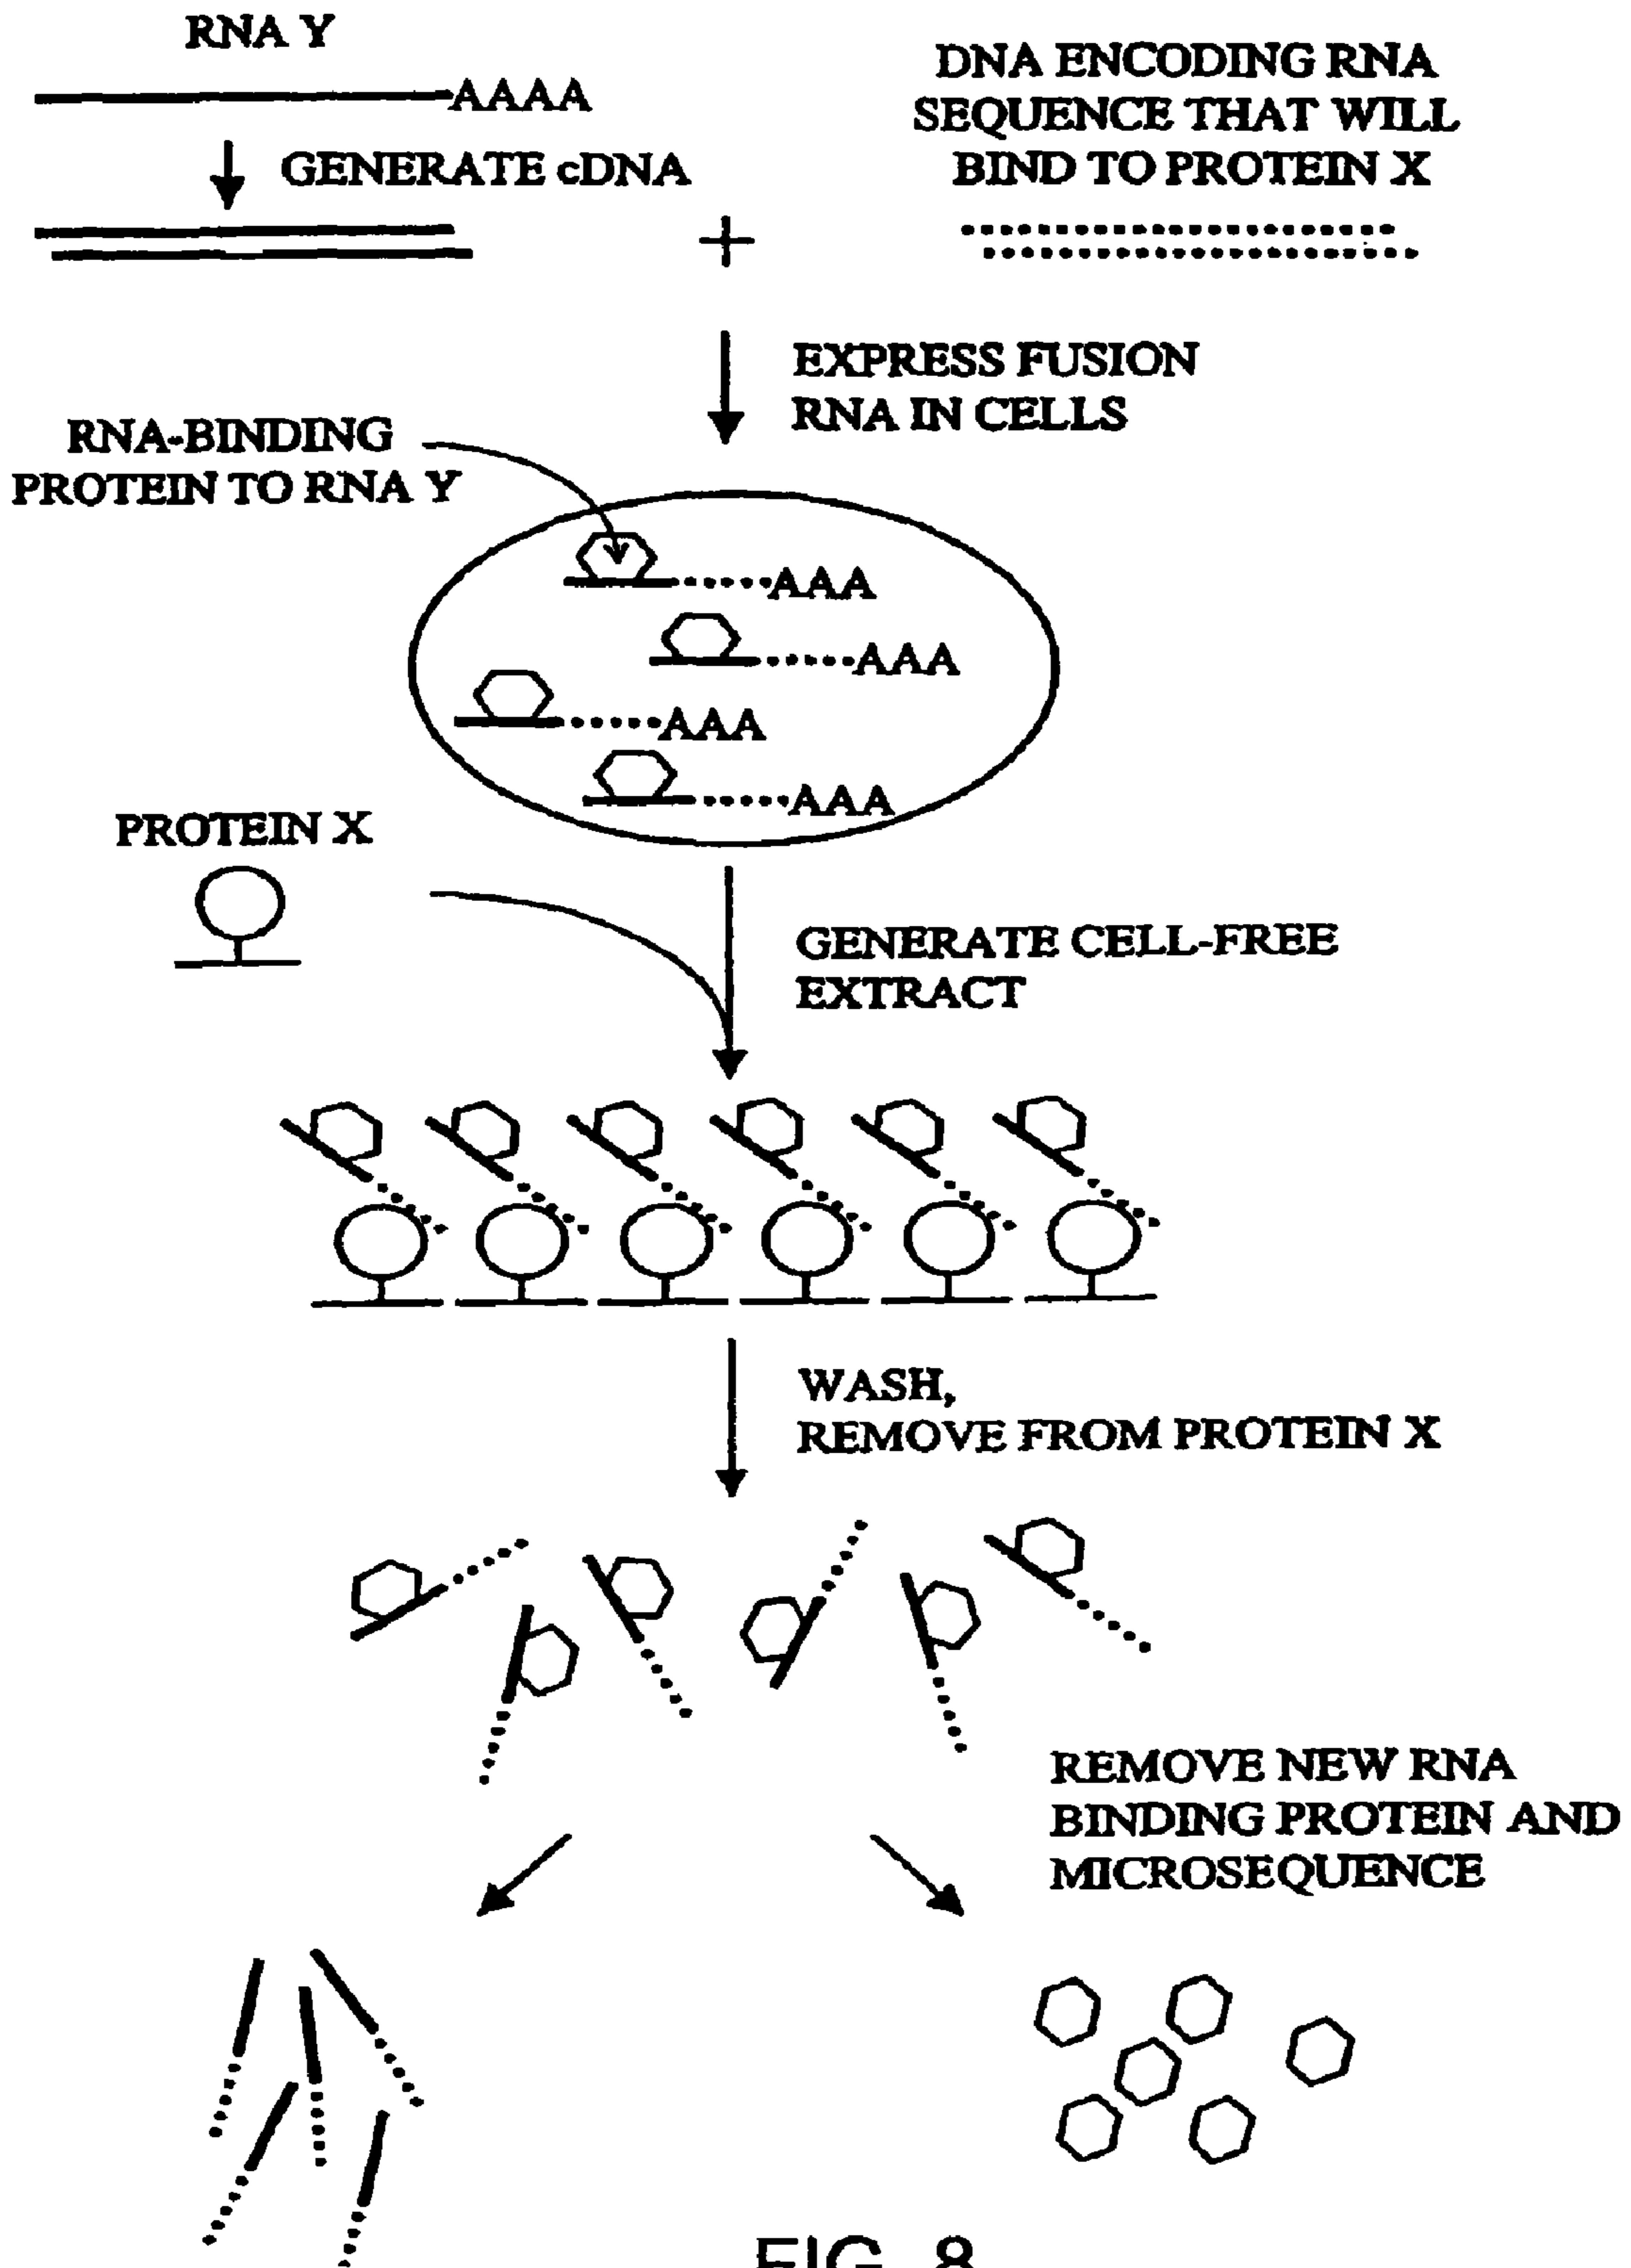 RNA Y
AAAA
GENERATE cDNA
DNA ENCODING RNA
SEQUENCE THAT WILL
BIND TO PROTEIN X
+
EXPRESS FUSION
RNA IN CELLS
RNA-BINDING
PROTEIN TO RNA Y
AAA
AAA
AAA
AAA
PROTEIN X
GENERATE CELL-FREE
EXTRACT
WASH,
REMOVE FROM PROTEIN X
REMOVE NEW RNA
BINDING PROTEIN AND
MICROSEQUENCE
FIG. 8